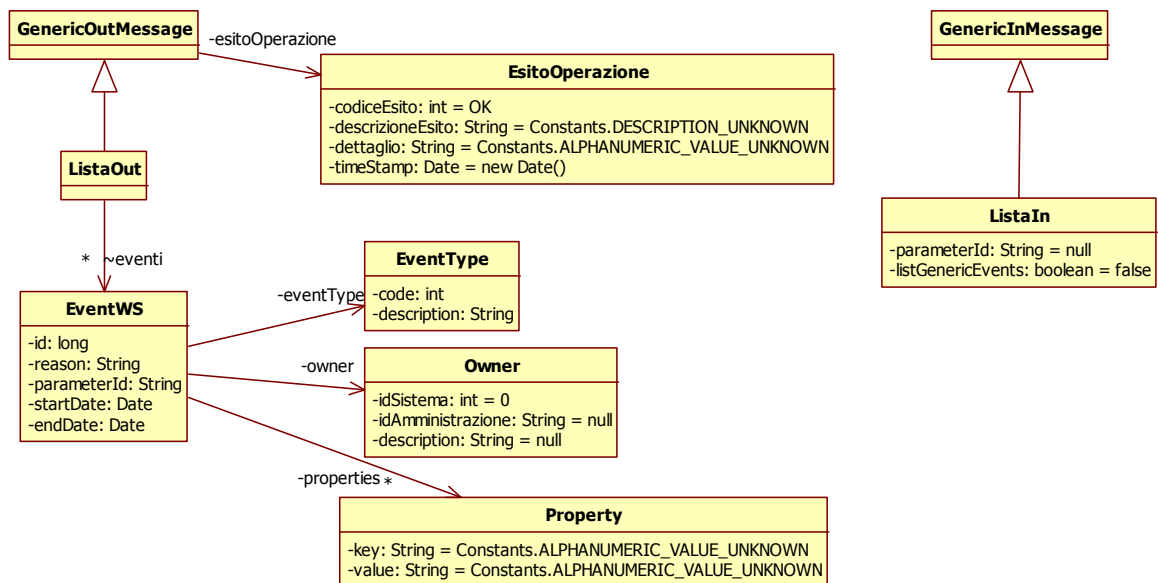 GenericOutMessage
-esitoOperazione
EsitoOperazione
-codiceEsito: int = OK
-descrizioneEsito: String = Constants.DESCRIPTION_UNKNOWN
-dettaglio: String = Constants.ALPHANUMERIC_VALUE_UNKNOWN
-timeStamp: Date = new Date()
GenericInMessage
ListaOut
ListaIn
-parameterId: String = null
-listGenericEvents: boolean = false
* ~eventi
EventWS
-id: long
-reason: String
-parameterId: String
-startDate: Date
-endDate: Date
-eventType
EventType
-code: int
-description: String
-owner
Owner
-idSistema: int = 0
-idAmministrazione: String = null
-description: String = null
-properties *
Property
-key: String = Constants.ALPHANUMERIC_VALUE_UNKNOWN
-value: String = Constants.ALPHANUMERIC_VALUE_UNKNOWN